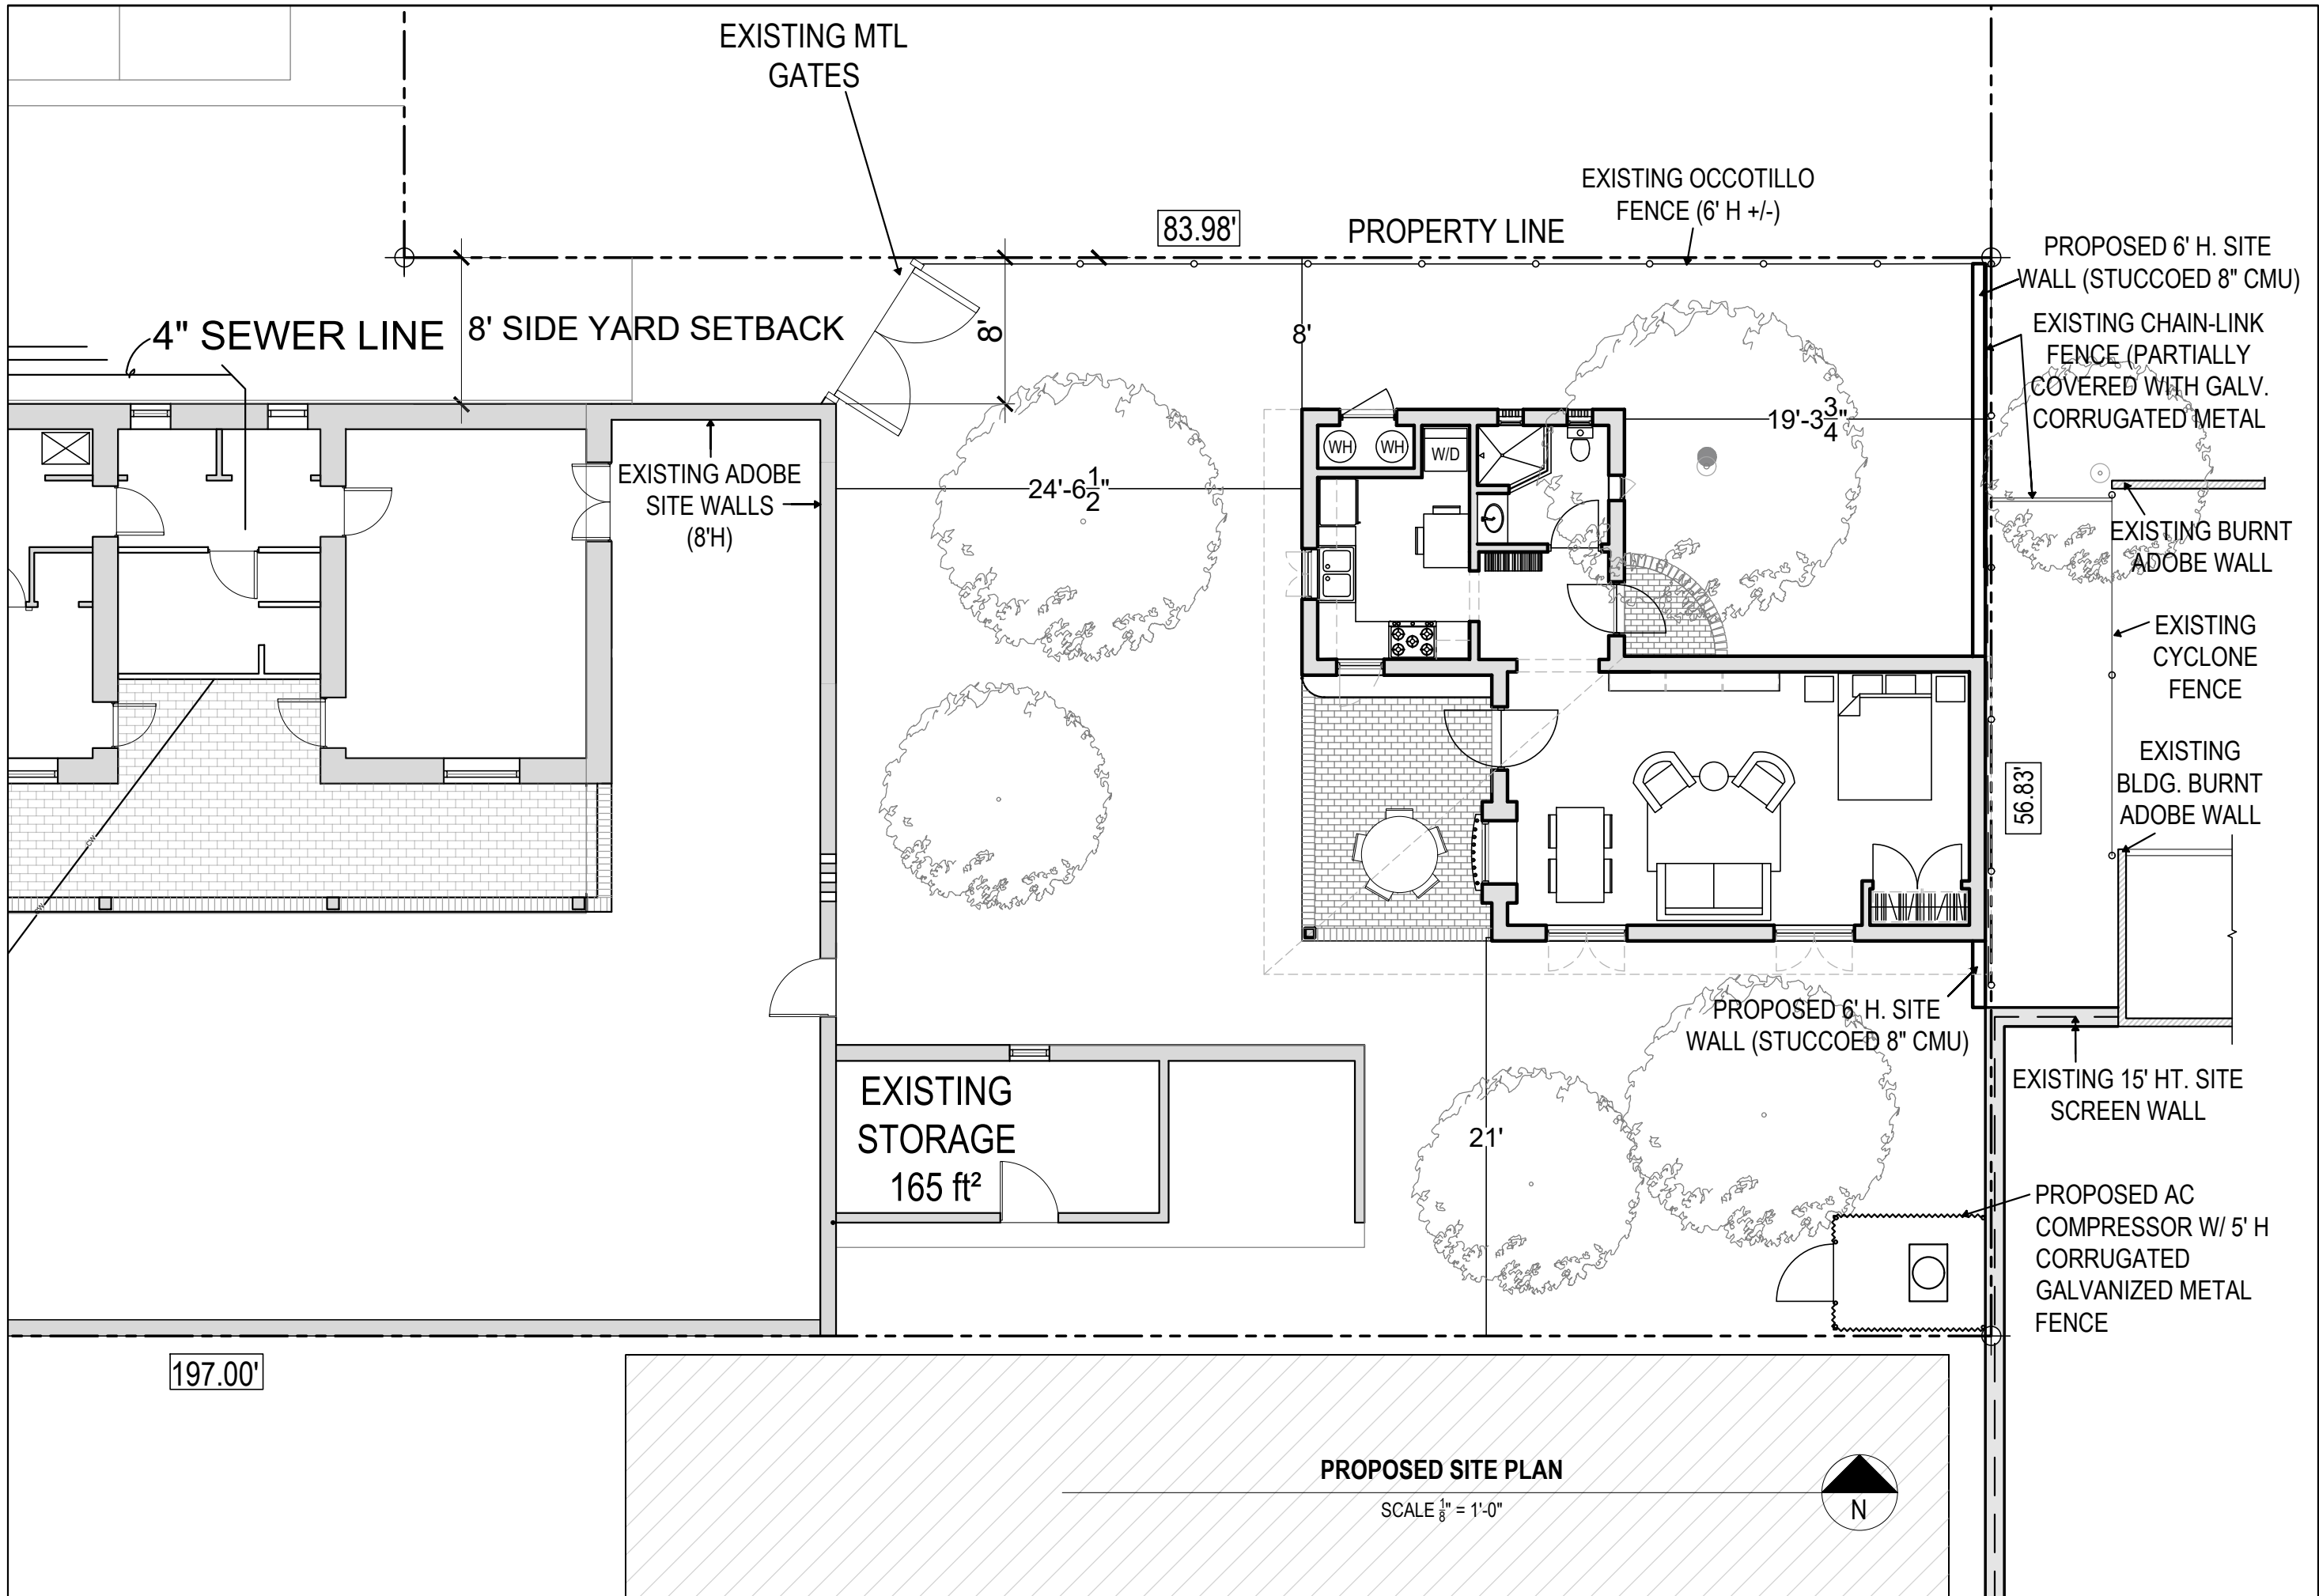 EXISTING MTL
GATES
EXISTING OCCOTILLO
FENCE (6' H +/-)
83.98'
PROPERTY LINE
PROPOSED 6' H. SITE
WALL (STUCCOED 8" CMU)
4" SEWER LINE
8' SIDE YARD SETBACK
8'
8'
EXISTING CHAIN-LINK
FENCE (PARTIALLY
COVERED WITH GALV.
CORRUGATED METAL
19'-3 3/4"
WH
WH
W/D
EXISTING ADOBE
SITE WALLS
(8'H)
24'-6 1/2"
EXISTING BURNT
ADOBE WALL
EXISTING
CYCLONE
FENCE
EXISTING
BLDG. BURNT
ADOBE WALL
56.83'
PROPOSED 6' H. SITE
WALL (STUCCOED 8" CMU)
EXISTING 15' HT. SITE
SCREEN WALL
EXISTING
STORAGE
165 ft²
21'
PROPOSED AC
COMPRESSOR W/ 5' H
CORRUGATED
GALVANIZED METAL
FENCE
197.00'
PROPOSED SITE PLAN
SCALE 1/8" = 1'-0"
N